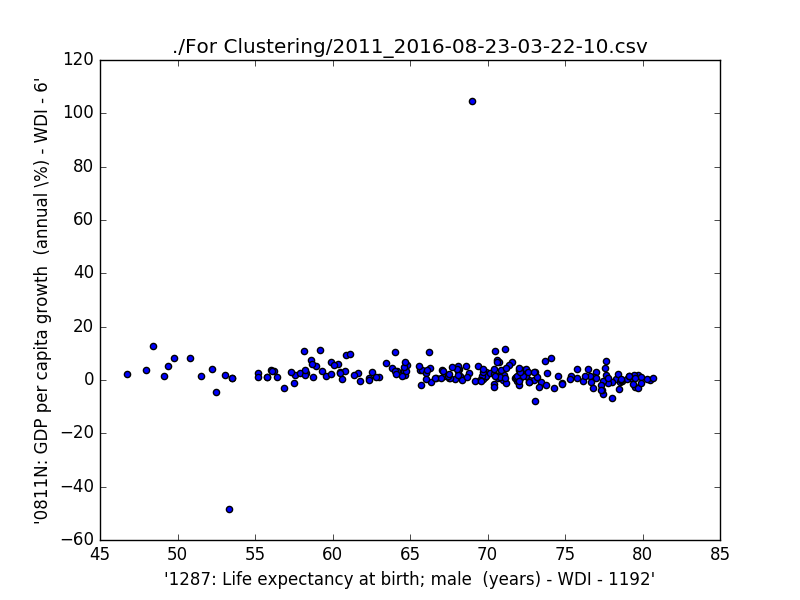 ./For Clustering/2011_2016-08-23-03-22-10.csv
'0811N: GDP per capita growth  (annual \%) - WDI - 6'
120
100
80
60
40
20
0
−20
−40
−60
45 50 55 60 65 70 75 80 85
'1287: Life expectancy at birth; male  (years) - WDI - 1192'